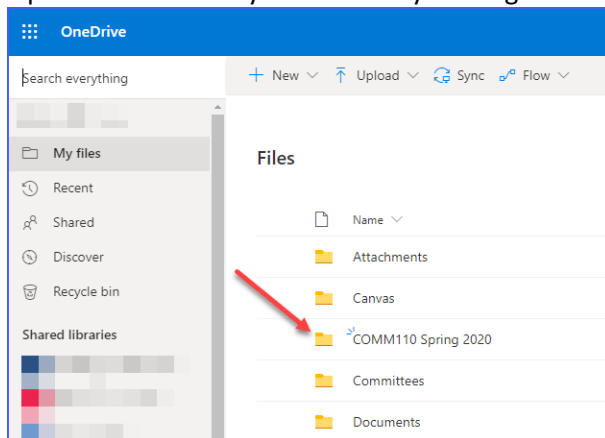 OneDrive
Search everything
New
Upload
Sync
Flow
My files
Recent
Shared
Discover
Recycle bin
Shared libraries
Files
Name
Attachments
Canvas
COMM110 Spring 2020
Committees
Documents